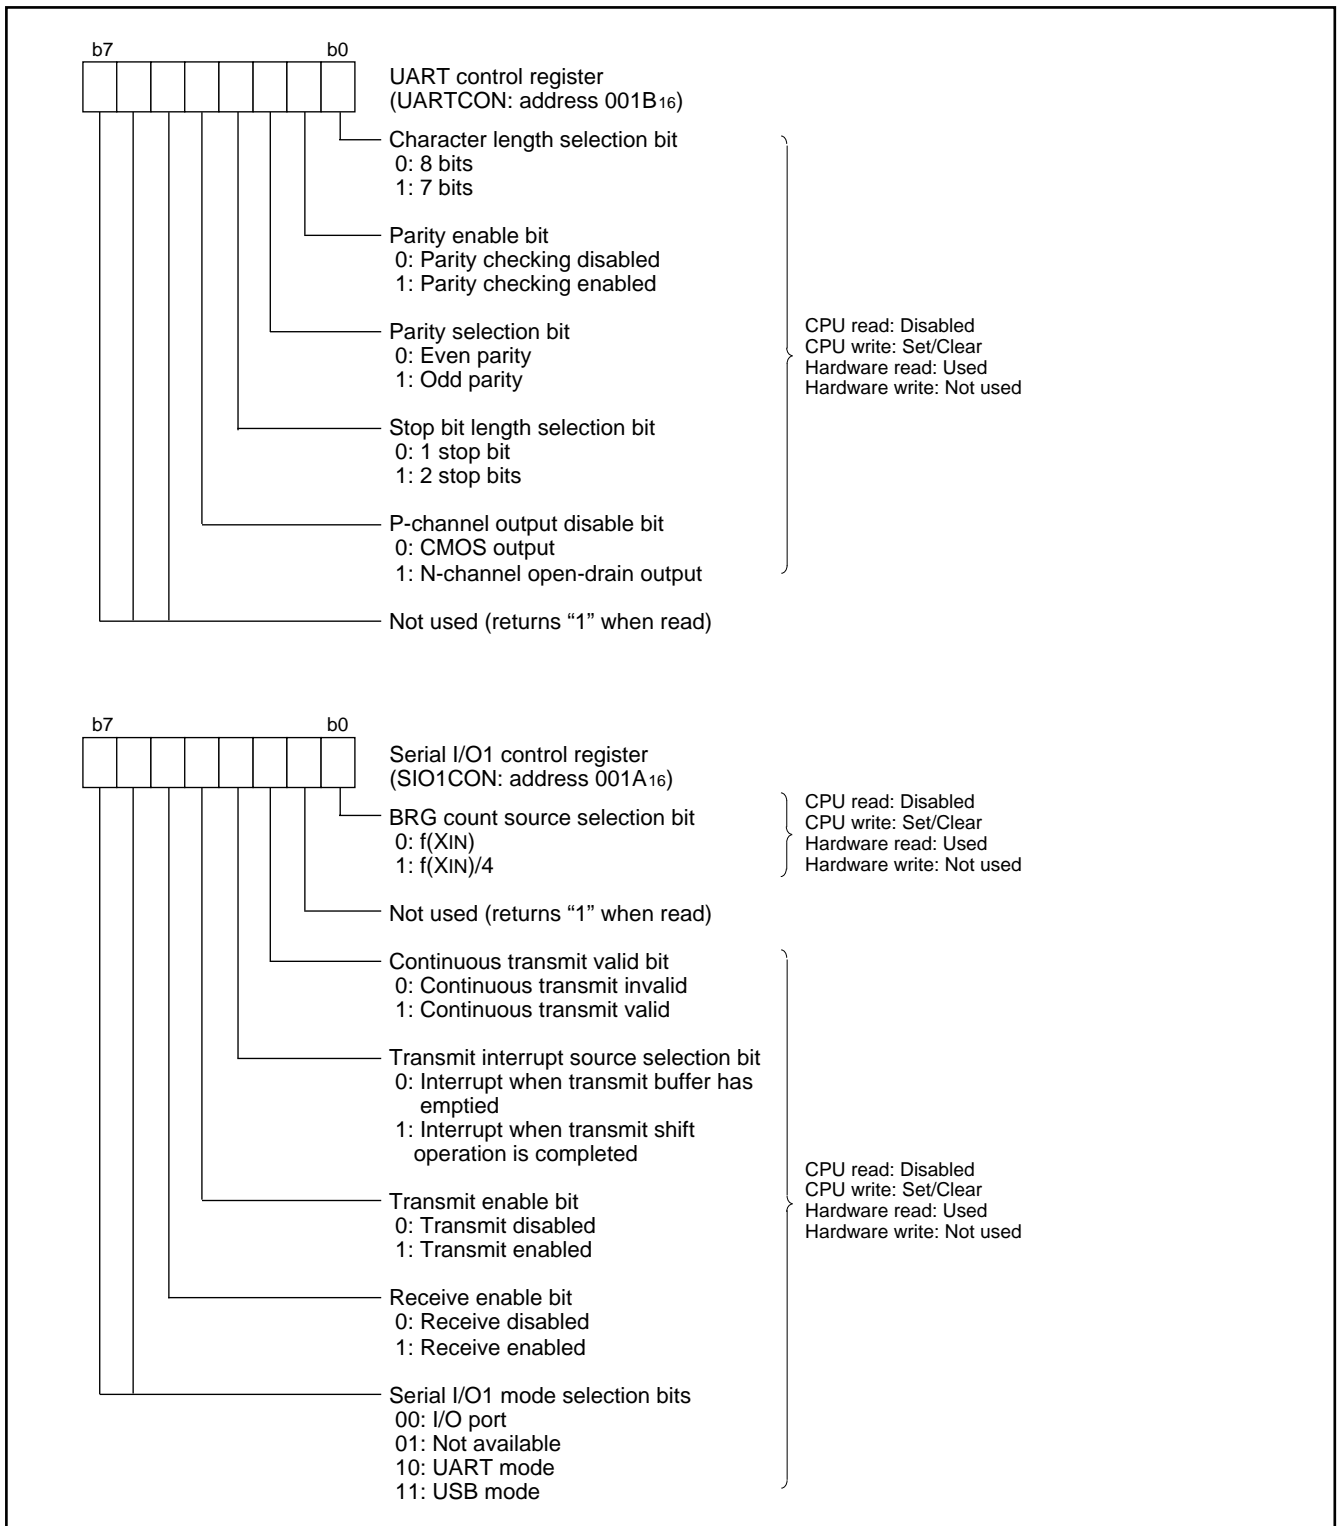 b7 b0
UART control register
(UARTCON: address 001B16)
Character length selection bit
0: 8 bits
1: 7 bits
Parity enable bit
0: Parity checking disabled
1: Parity checking enabled
Parity selection bit
0: Even parity
1: Odd parity
Stop bit length selection bit
0: 1 stop bit
1: 2 stop bits
P-channel output disable bit
0: CMOS output
1: N-channel open-drain output
CPU read: Disabled
CPU write: Set/Clear
Hardware read: Used
Hardware write: Not used
Not used (returns “1” when read)
b7 b0
Serial I/O1 control register
(SIO1CON: address 001A16)
BRG count source selection bit
0: f(XIN)
1: f(XIN)/4
CPU read: Disabled
CPU write: Set/Clear
Hardware read: Used
Hardware write: Not used
Not used (returns “1” when read)
Continuous transmit valid bit
0: Continuous transmit invalid
1: Continuous transmit valid
Transmit interrupt source selection bit
0: Interrupt when transmit buffer has
emptied
1: Interrupt when transmit shift
operation is completed
Transmit enable bit
0: Transmit disabled
1: Transmit enabled
Receive enable bit
0: Receive disabled
1: Receive enabled
Serial I/O1 mode selection bits
00: I/O port
01: Not available
10: UART mode
11: USB mode
CPU read: Disabled
CPU write: Set/Clear
Hardware read: Used
Hardware write: Not used